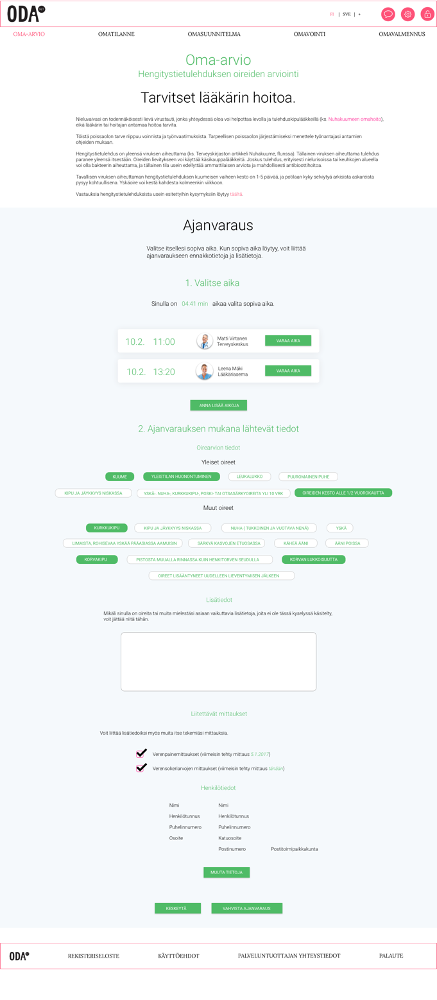 ODA 24/7
FI | SVE | +
OMA-ARVIO OMATILANNE OMASUUNNITELMA OMAVOINTI OMAVALMENNUS
Oma-arvio
Hengitystietulehduksen oireiden arviointi
Tarvitset lääkärin hoitoa.
Nieluvaivasi on todennäköisesti lievä virustauti, jonka yhteydessä oloa voi helpottaa levolla ja tulehduskipulääkkeillä (ks. Nuhakuumeen omahoito),
eikä lääkärin tai hoitajan antamaa hoitoa tarvita.
Töistä poissaolon tarve riippuu voinnista ja työnvaatimuksista. Tarpeellisen poissaolon järjestämiseksi menettele työnantajasi antamien
ohjeiden mukaan.
Hengitystietulehdus on yleensä viruksen aiheuttama (ks. Terveyskirjaston artikkeli Nuhakuume, flunssa). Tällainen viruksen aiheuttama tulehdus
paranee yleensä itsestään. Oireiden lievitykseen voi käyttää käsikauppalääkkeitä. Joskus tulehdus, erityisesti nielurisoissa tai keuhkojen alueella
voi olla bakteerin aiheuttama, ja tällainen tila usein edellyttää ammattilaisen arviota ja mahdollisesti antibioottihoitoa.
Tavallisen viruksen aiheuttaman hengitystietulehduksen kuumeisen vaiheen kesto on 1-5 päivää, ja potilaan kyky selviytyä arkisista askareista
pysyy kohtuullisena. Yskäoire voi kestä kahdesta kolmeenkin viikkoon.
Vastauksia hengitystietulehduksista usein esitettyihin kysymyksiin löytyy täältä.
Ajanvaraus
Valitse itsellesi sopiva aika. Kun sopiva aika löytyy, voit liittää
ajanvaraukseen ennakkotietoja ja lisätietoja.
1. Valitse aika
Sinulla on 04:41 min aikaa valita sopiva aika.
10.2. 11:00 Matti Virtanen Terveyskeskus VARAA AIKA
10.2. 13:20 Leena Mäki Lääkäriasema VARAA AIKA
ANNA LISÄÄ AIKOJA
2. Ajanvarauksen mukana lähtevät tiedot
Oirearvion tiedot
Yleiset oireet
KUUME YLEISTILAN HUONONTUMINEN LEUKALUKKO PUUROMAINEN PUHE
KIPU JA JÄYKKYYS NISKASSA YSKÄ-. NUHA-, KURKKUKIPU-, POSKI- TAI OTSASÄRKYOIREITA YLI 10 VRK OIREIDEN KESTO ALLE 1/2 VUOROKAUTTA
Muut oireet
KURKKUKIPU KIPU JA JÄYKKYYS NISKASSA NUHA ( TUKKOINEN JA VUOTAVA NENÄ) YSKÄ
LIMAISTA, ROHISEVAA YSKÄÄ PÄÄASIASSA AAMUISIN SÄRKYÄ KASVOJEN ETUOSASSA KÄHEÄ ÄÄNI ÄÄNI POISSA
KORVAKIPU PISTOSTA MUUALLA RINNASSA KUIN HENKITORVEN SEUDULLA KORVAN LUKKOISUUTTA
OIREET LISÄÄNTYNEET UUDELLEEN LIEVENTYMISEN JÄLKEEN
Lisätiedot
Mikäli sinulla on oireita tai muita mielestäsi asiaan vaikuttavia lisätietoja, joita ei ole tässä kyselyssä käsitelty,
voit jättää niitä tähän.
Liitettävät mittaukset
Voit liittää lisätiedoiksi myös muita itse tekemiäsi mittauksia.
Verenpainemittaukset (viimeisin tehty mittaus 5.1.2017)
Verensokeriarvojen mittaukset (viimeisin tehty mittaus tänään)
Henkilötiedot
Nimi Nimi
Henkilötunnus Henkilötunnus
Puhelinnumero Puhelinnumero
Osoite Katuosoite
Postinumero Postitoimipaikkakunta
MUUTA TIETOJA
KESKEYTÄ VAHVISTA AJANVARAUS
ODA REKISTERISELOSTE KÄYTTÖEHDOT PALVELUNTUOTTAJAN YHTEYSTIEDOT PALAUTE